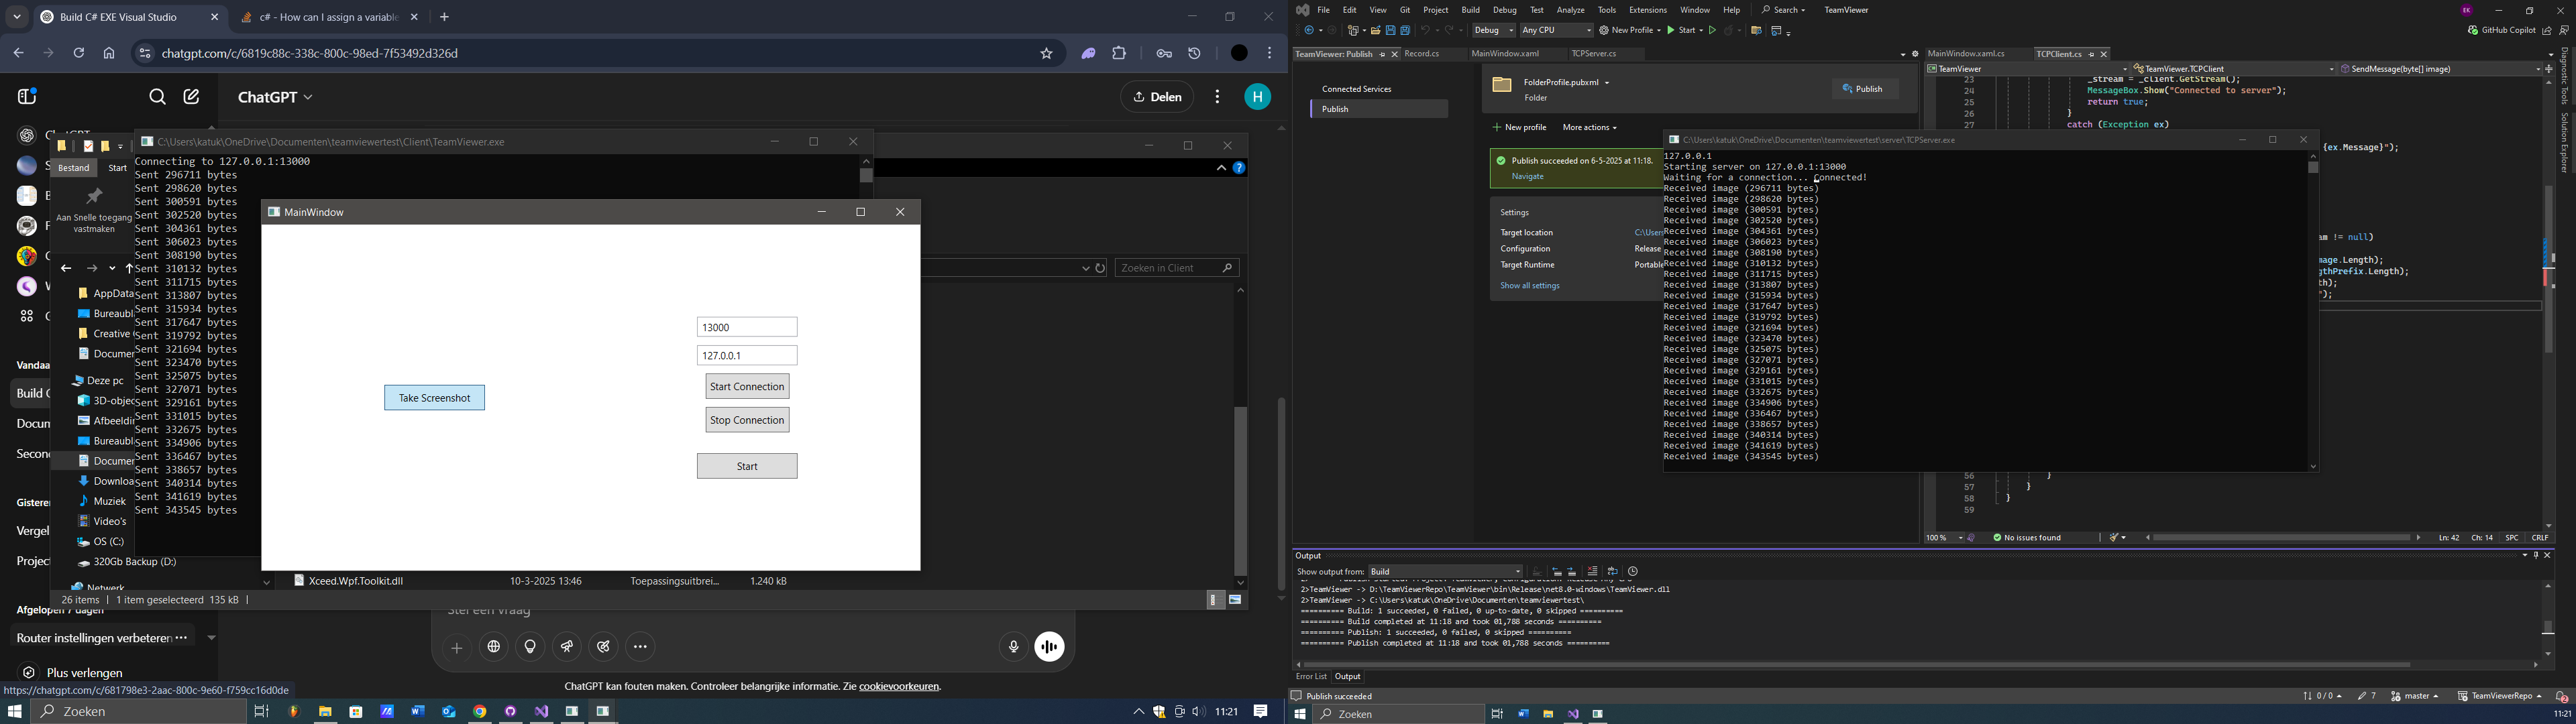 Build C# EXE Visual Studio
c# - How can I assign a variable
chatgpt.com/c/6819c88c-338c-800c-98ed-7f53492d326d
ChatGPT
Delen
H
Vandaa
Build C
Docum
Second
Gistere
Vergel
Projec
Afgelopen 7 dagen
Router instellingen verbeteren
Plus verlengen
https://chatgpt.com/c/681798e3-2aac-800c-9e60-f759cc16d0de
Stel een vraag
ChatGPT kan fouten maken. Controleer belangrijke informatie. Zie cookievoorkeuren.
Bestand
Start
Aan Snelle toegang
vastmaken
AppData
Bureaubl
Creative
Documer
Deze pc
3D-objec
Afbeeldin
Bureaubl
Documer
Downloa
Muziek
Video's
OS (C:)
320Gb Backup (D:)
Netwerk
Zoeken in Client
Xceed.Wpf.Toolkit.dll 10-3-2025 13:46 Toepassingsuitbrei... 1.240 kB
26 items 1 item geselecteerd 135 kB
C:\Users\katuk\OneDrive\Documenten\teamviewertest\Client\TeamViewer.exe
Connecting to 127.0.0.1:13000
Sent 296711 bytes
Sent 298620 bytes
Sent 300591 bytes
Sent 302520 bytes
Sent 304361 bytes
Sent 306023 bytes
Sent 308190 bytes
Sent 310132 bytes
Sent 311715 bytes
Sent 313807 bytes
Sent 315934 bytes
Sent 317647 bytes
Sent 319792 bytes
Sent 321694 bytes
Sent 323470 bytes
Sent 325075 bytes
Sent 327071 bytes
Sent 329161 bytes
Sent 331015 bytes
Sent 332675 bytes
Sent 334906 bytes
Sent 336467 bytes
Sent 338657 bytes
Sent 340314 bytes
Sent 341619 bytes
Sent 343545 bytes
MainWindow
13000
127.0.0.1
Start Connection
Take Screenshot
Stop Connection
Start
Zoeken
11:21
File Edit View Git Project Build Debug Test Analyze Tools Extensions Window Help Search TeamViewer
EK
Debug Any CPU New Profile Start
GitHub Copilot
TeamViewer: Publish Record.cs MainWindow.xaml TCPServer.cs
Connected Services
Publish
FolderProfile.pubxml
Folder
Publish
New profile More actions
Publish succeeded on 6-5-2025 at 11:18.
Navigate
Settings
Target location C:\Users
Configuration Release
Target Runtime Portable
Show all settings
MainWindow.xaml.cs TCPClient.cs
TeamViewer TeamViewer.TCPClient SendMessage(byte[] image)
23 _stream = _client.GetStream();
24 MessageBox.Show("Connected to server");
25 return true;
26 }
27 catch (Exception ex)
{ex.Message}");
am != null)
mage.Length);
gthPrefix.Length);
th);
");
56 }
57 }
58 }
59
C:\Users\katuk\OneDrive\Documenten\teamviewertest\server\TCPServer.exe
127.0.0.1
Starting server on 127.0.0.1:13000
Waiting for a connection... Connected!
Received image (296711 bytes)
Received image (298620 bytes)
Received image (300591 bytes)
Received image (302520 bytes)
Received image (304361 bytes)
Received image (306023 bytes)
Received image (308190 bytes)
Received image (310132 bytes)
Received image (311715 bytes)
Received image (313807 bytes)
Received image (315934 bytes)
Received image (317647 bytes)
Received image (319792 bytes)
Received image (321694 bytes)
Received image (323470 bytes)
Received image (325075 bytes)
Received image (327071 bytes)
Received image (329161 bytes)
Received image (331015 bytes)
Received image (332675 bytes)
Received image (334906 bytes)
Received image (336467 bytes)
Received image (338657 bytes)
Received image (340314 bytes)
Received image (341619 bytes)
Received image (343545 bytes)
Diagnostic Tools
Solution Explorer
100 % No issues found Ln: 42 Ch: 14 SPC CRLF
Output
Show output from: Build
2>TeamViewer -> D:\TeamViewerRepo\TeamViewer\bin\Release\net8.0-windows\TeamViewer.dll
2>TeamViewer -> C:\Users\katuk\OneDrive\Documenten\teamviewertest\
========== Build: 1 succeeded, 0 failed, 0 up-to-date, 0 skipped ==========
========== Build completed at 11:18 and took 01,788 seconds ==========
========== Publish: 1 succeeded, 0 failed, 0 skipped ==========
========== Publish completed at 11:18 and took 01,788 seconds ==========
Error List Output
Publish succeeded
0 / 0 7 master TeamViewerRepo 2
Zoeken
11:21